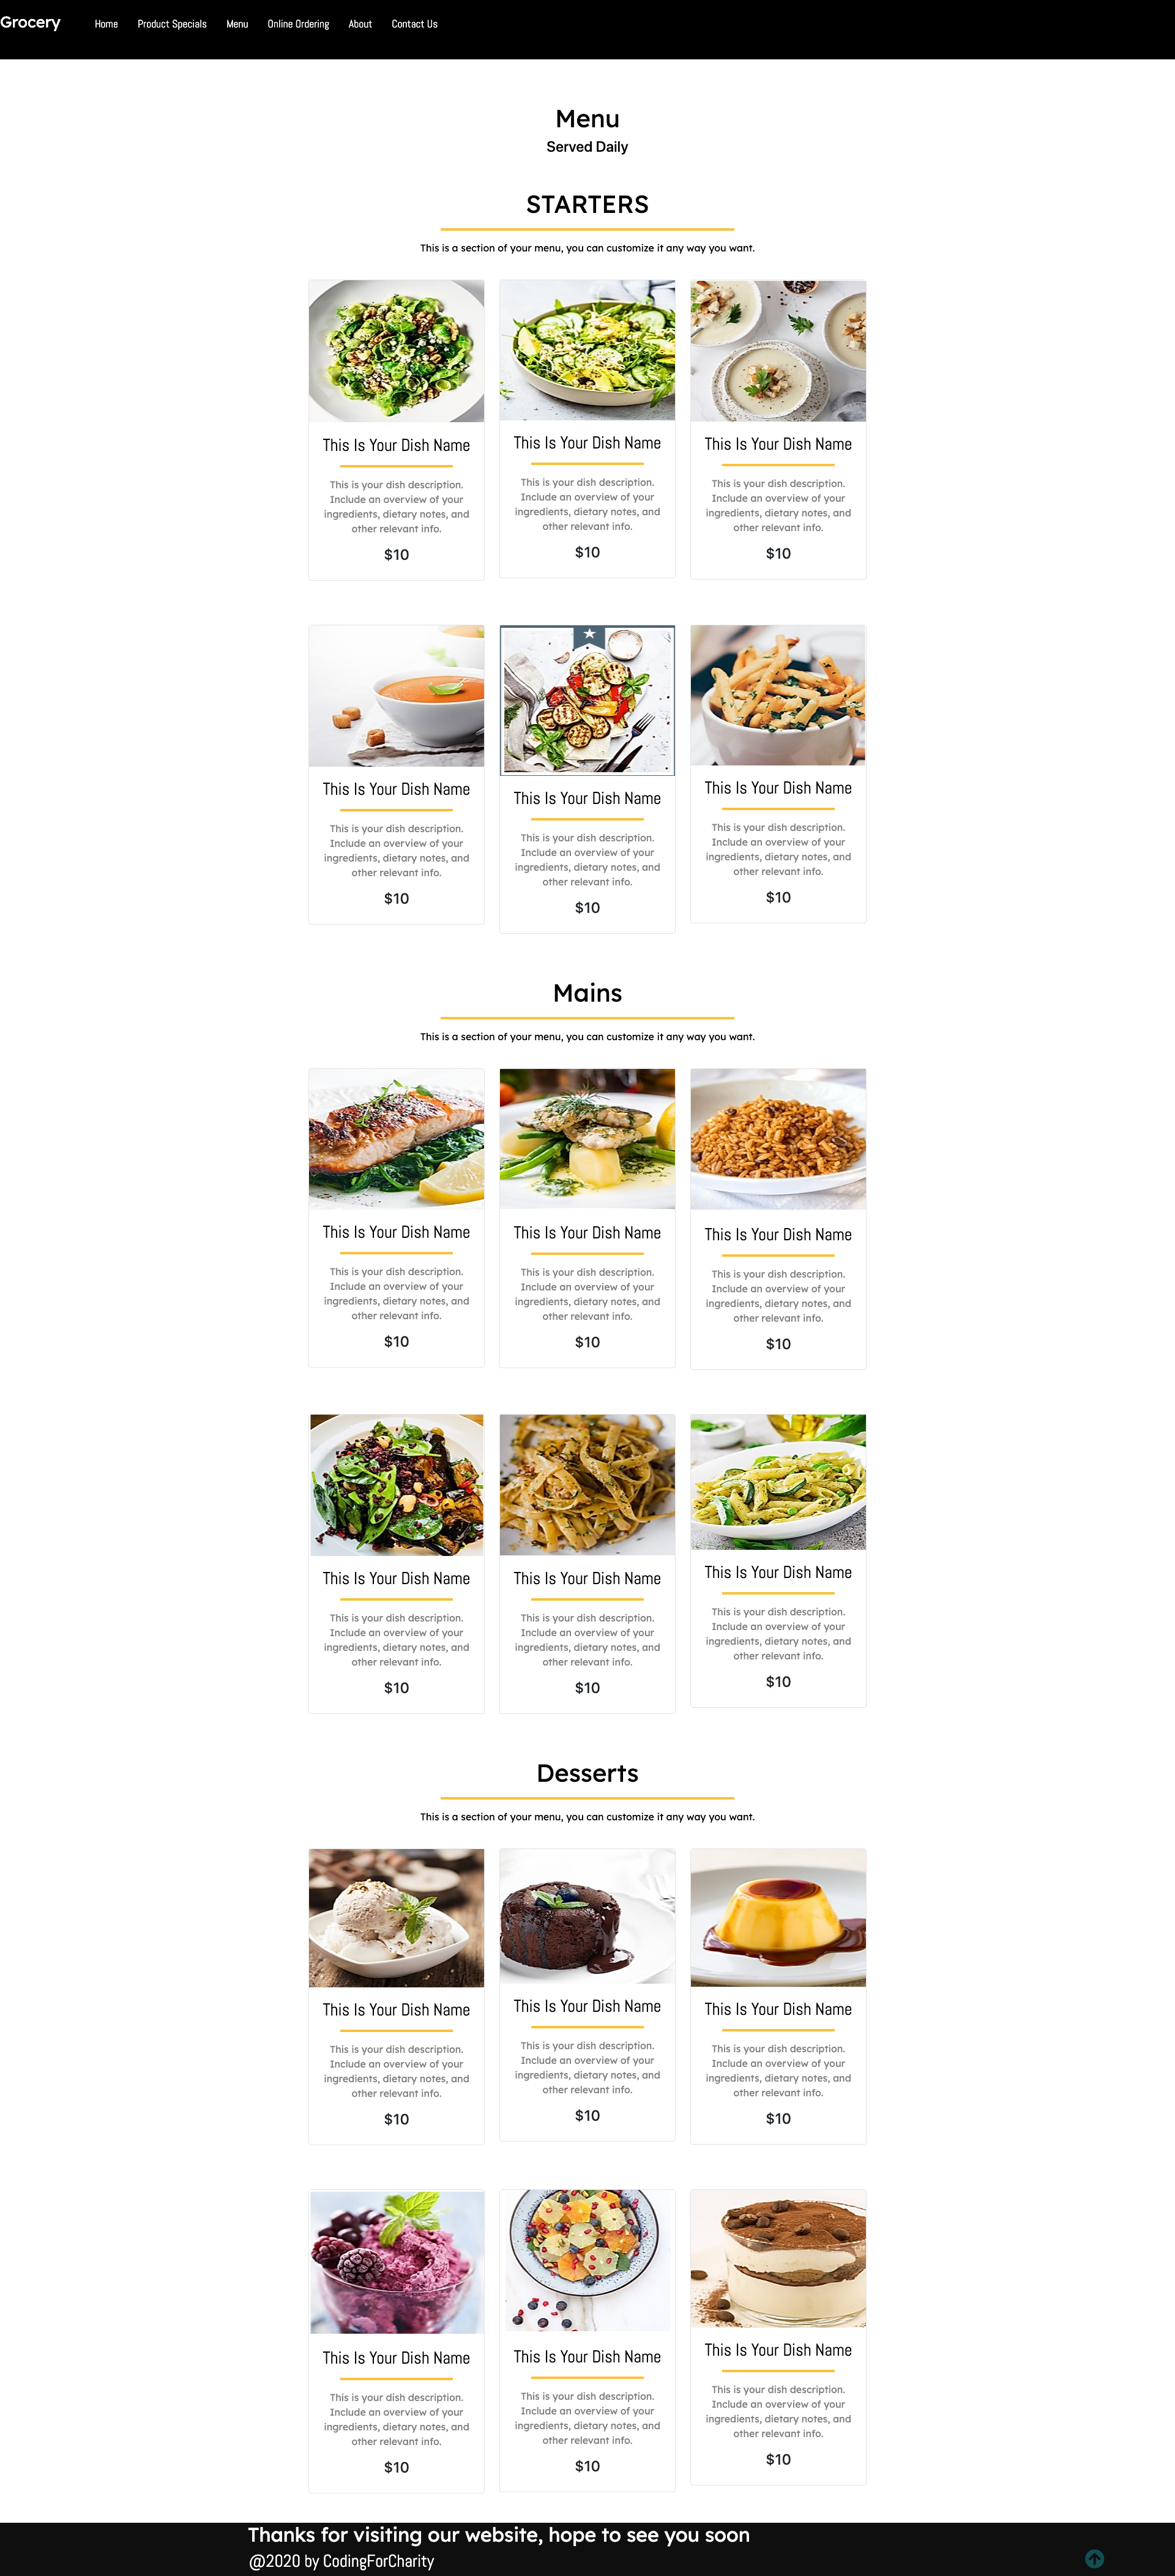 Grocery Home Product Specials Menu Online Ordering About Contact Us
Menu
Served Daily
STARTERS
This is a section of your menu, you can customize it any way you want.
This Is Your Dish Name
This is your dish description.
Include an overview of your
ingredients, dietary notes, and
other relevant info.
$10
This Is Your Dish Name
This is your dish description.
Include an overview of your
ingredients, dietary notes, and
other relevant info.
$10
This Is Your Dish Name
This is your dish description.
Include an overview of your
ingredients, dietary notes, and
other relevant info.
$10
This Is Your Dish Name
This is your dish description.
Include an overview of your
ingredients, dietary notes, and
other relevant info.
$10
This Is Your Dish Name
This is your dish description.
Include an overview of your
ingredients, dietary notes, and
other relevant info.
$10
This Is Your Dish Name
This is your dish description.
Include an overview of your
ingredients, dietary notes, and
other relevant info.
$10
Mains
This is a section of your menu, you can customize it any way you want.
This Is Your Dish Name
This is your dish description.
Include an overview of your
ingredients, dietary notes, and
other relevant info.
$10
This Is Your Dish Name
This is your dish description.
Include an overview of your
ingredients, dietary notes, and
other relevant info.
$10
This Is Your Dish Name
This is your dish description.
Include an overview of your
ingredients, dietary notes, and
other relevant info.
$10
This Is Your Dish Name
This is your dish description.
Include an overview of your
ingredients, dietary notes, and
other relevant info.
$10
This Is Your Dish Name
This is your dish description.
Include an overview of your
ingredients, dietary notes, and
other relevant info.
$10
This Is Your Dish Name
This is your dish description.
Include an overview of your
ingredients, dietary notes, and
other relevant info.
$10
Desserts
This is a section of your menu, you can customize it any way you want.
This Is Your Dish Name
This is your dish description.
Include an overview of your
ingredients, dietary notes, and
other relevant info.
$10
This Is Your Dish Name
This is your dish description.
Include an overview of your
ingredients, dietary notes, and
other relevant info.
$10
This Is Your Dish Name
This is your dish description.
Include an overview of your
ingredients, dietary notes, and
other relevant info.
$10
This Is Your Dish Name
This is your dish description.
Include an overview of your
ingredients, dietary notes, and
other relevant info.
$10
This Is Your Dish Name
This is your dish description.
Include an overview of your
ingredients, dietary notes, and
other relevant info.
$10
This Is Your Dish Name
This is your dish description.
Include an overview of your
ingredients, dietary notes, and
other relevant info.
$10
Thanks for visiting our website, hope to see you soon
@2020 by CodingForCharity